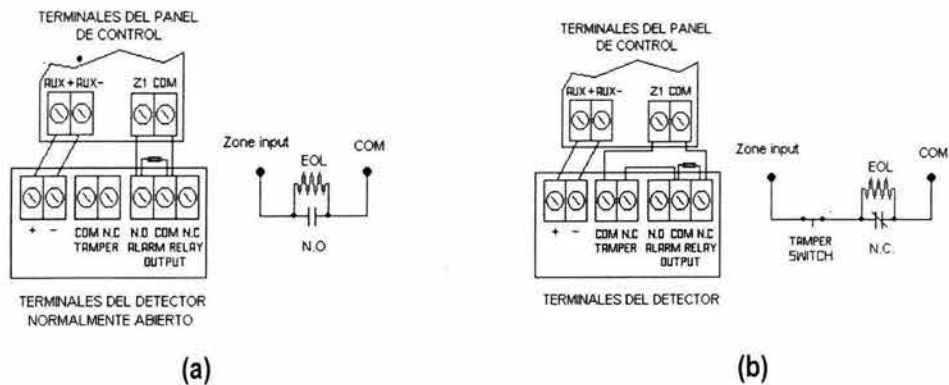 TERMINALES DEL PANEL
DE CONTROL
AUX + AUX-
Z1 COM
Zone input
COM
EOL
N.O
+ -
COM N.C
TAMPER
N.O COM N.C
ALARM RELAY
OUTPUT
TERMINALES DEL DETECTOR
NORMALMENTE ABIERTO
(a)
TERMINALES DEL PANEL
DE CONTROL
AUX + AUX-
Z1 COM
Zone input
COM
EOL
TAMPER
SWITCH
N.C.
+ -
COM N.C
TAMPER
N.O COM N.C
ALARM RELAY
OUTPUT
TERMINALES DEL DETECTOR
(b)